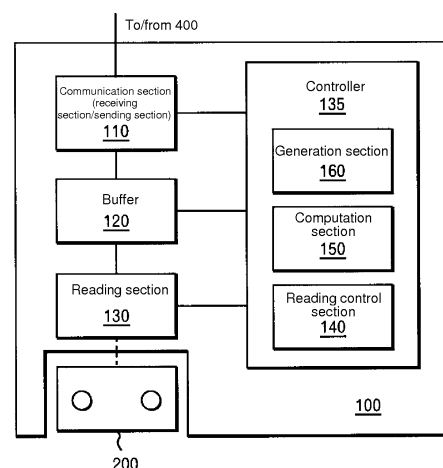 To/from 400
Communication section
(receiving
section/sending section)
110
Buffer
120
Reading section
130
Controller
135
Generation section
160
Computation
section
150
Reading control
section
140
100
200